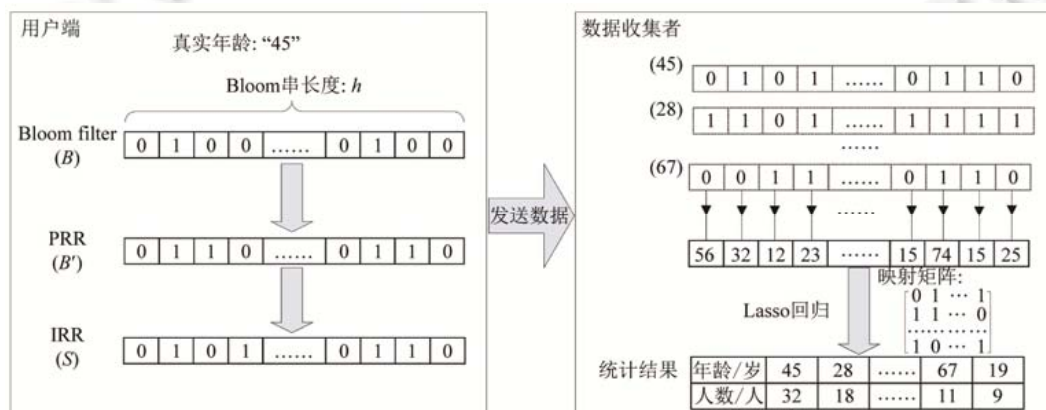 用户端
真实年龄: “45”
Bloom串长度: h
Bloom filter
(B)
0 1 0 0 …… 0 1 0 0
PRR
(B′)
0 1 1 0 …… 0 1 1 0
IRR
(S)
0 1 0 1 …… 0 1 1 0
发送数据
数据收集者
(45)
0 1 0 1 …… 0 1 1 0
(28)
1 1 0 1 …… 1 1 1 1
……
(67)
0 0 1 1 …… 0 1 1 0
……
56 32 12 23 …… 15 74 15 25
映射矩阵:
0 1 … 1
1 1 … 0
…………
1 0 … 1
Lasso回归
统计结果
年龄/岁 45 28 …… 67 19
人数/人 32 18 …… 11 9